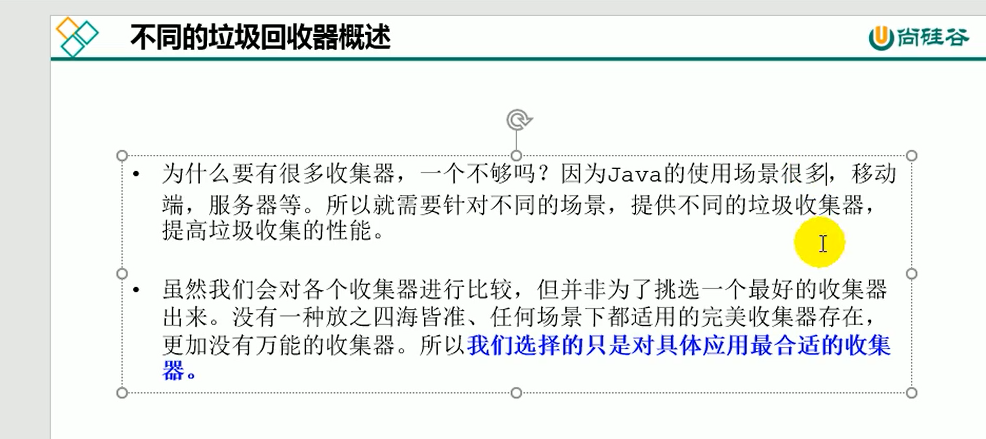 不同的垃圾回收器概述
尚硅谷
• 为什么要有很多收集器，一个不够吗？因为Java的使用场景很多，移动
端，服务器等。所以就需要针对不同的场景，提供不同的垃圾收集器，
提高垃圾收集的性能。
• 虽然我们会对各个收集器进行比较，但并非为了挑选一个最好的收集器
出来。没有一种放之四海皆准、任何场景下都适用的完美收集器存在，
更加没有万能的收集器。所以我们选择的只是对具体应用最合适的收集
器。